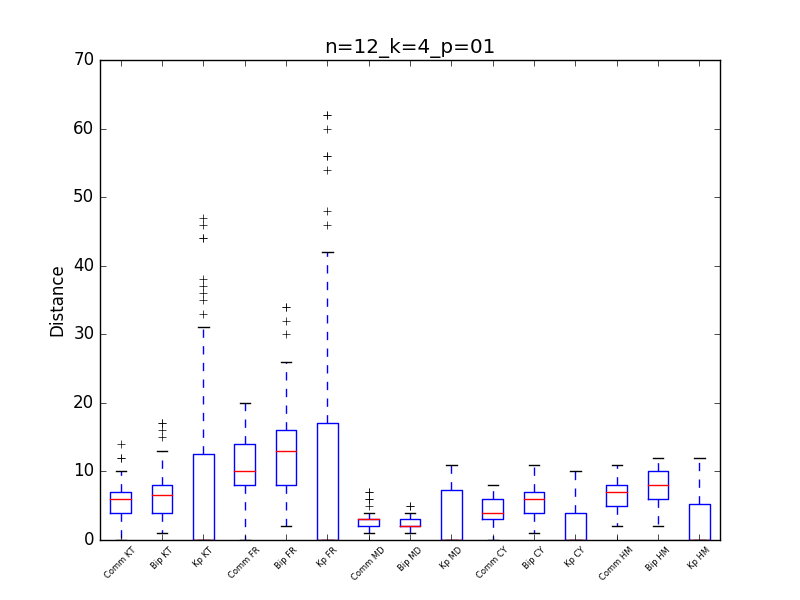 n=12_k=4_p=01
Distance
70
60
50
40
30
20
10
0
Comm KT
Bip KT
Kp KT
Comm FR
Bip FR
Kp FR
Comm MD
Bip MD
Kp MD
Comm CY
Bip CY
Kp CY
Comm HM
Bip HM
Kp HM